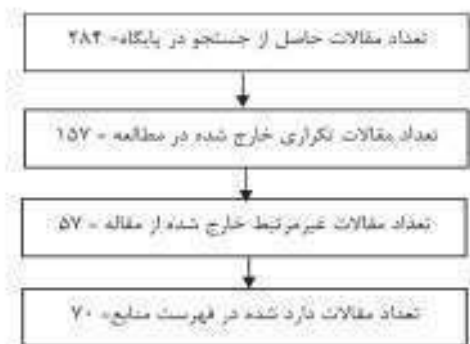 تعداد مقالات حاصل از جستجو در پایگاه= ۲۸۴
تعداد مقالات تکراری خارج شده در مطالعه = ۱۵۷
تعداد مقالات غیرمرتبط خارج شده از مقاله = ۵۷
تعداد مقالات دارد شده در فهرست منابع= ۷۰